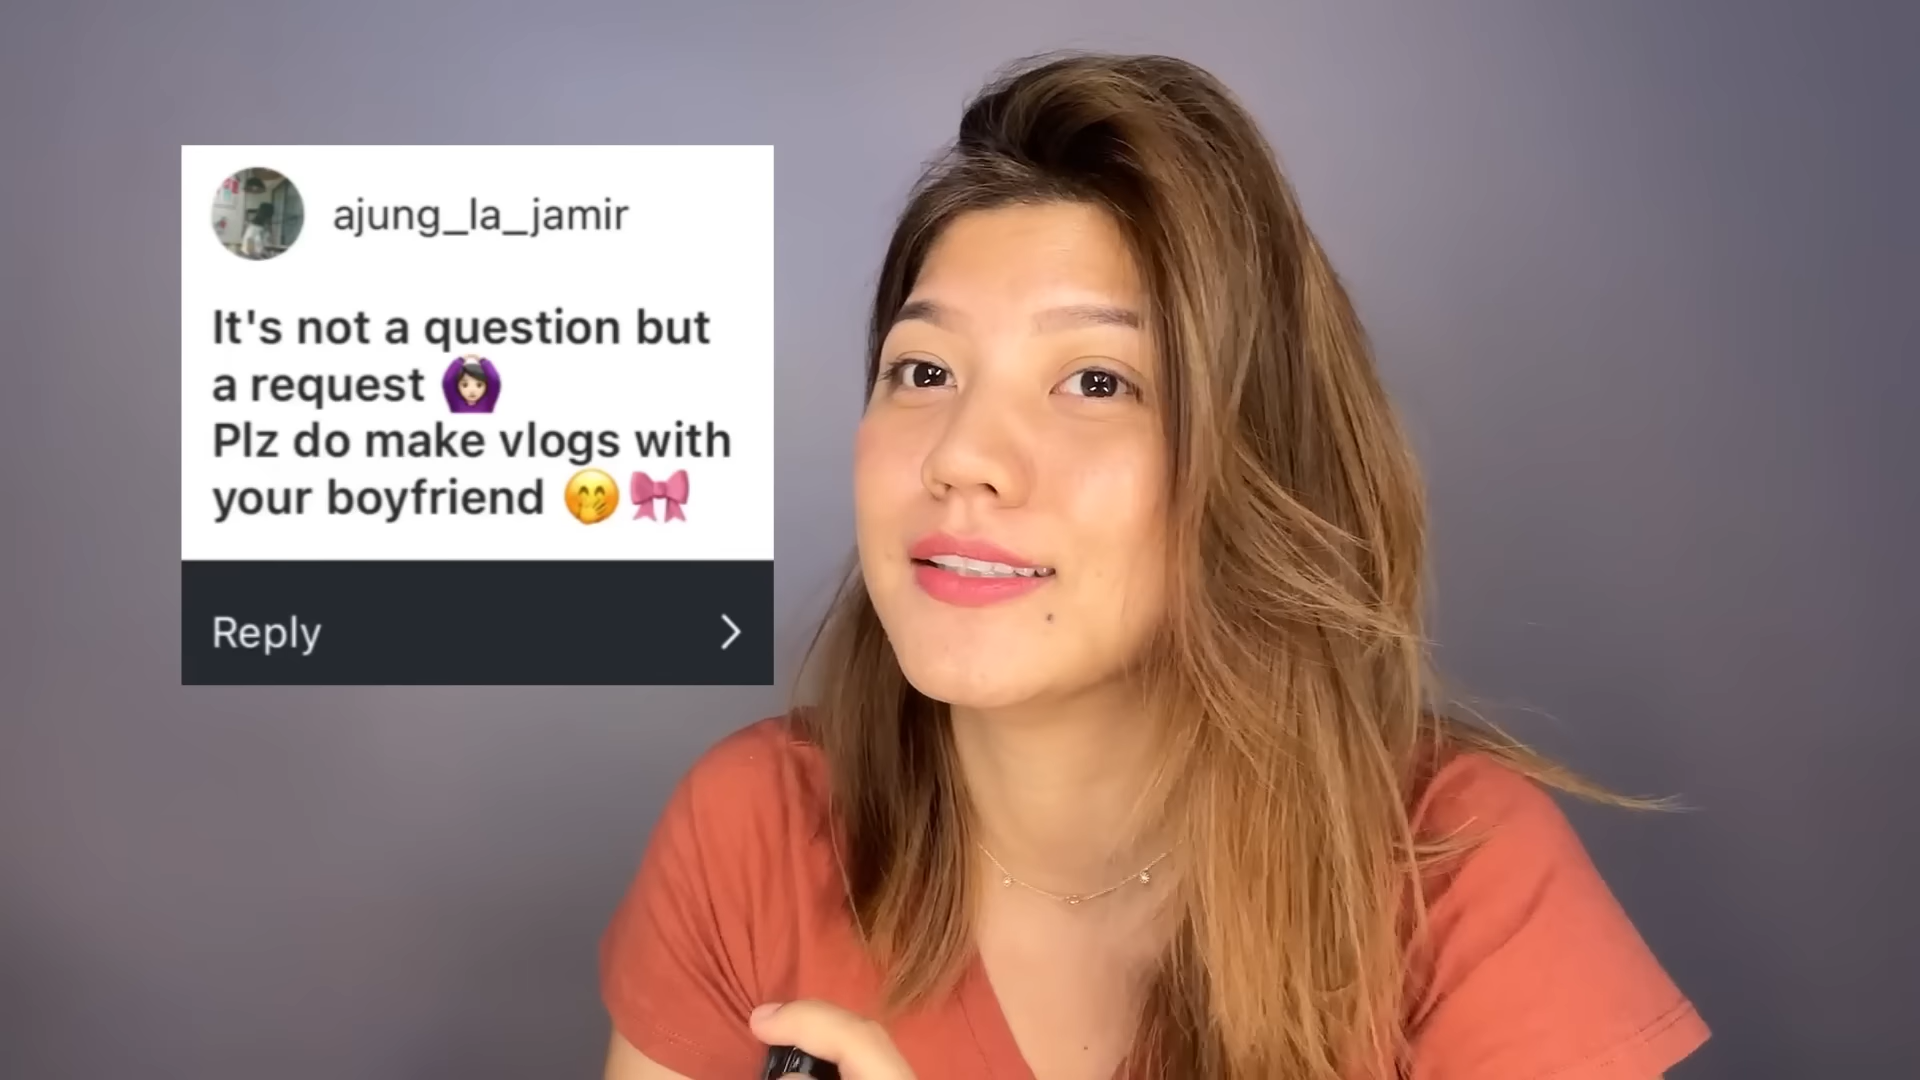 ajung_la_jamir
It's not a question but
a request 🙆🏻‍♀️
Plz do make vlogs with
your boyfriend 🤭🎀
Reply